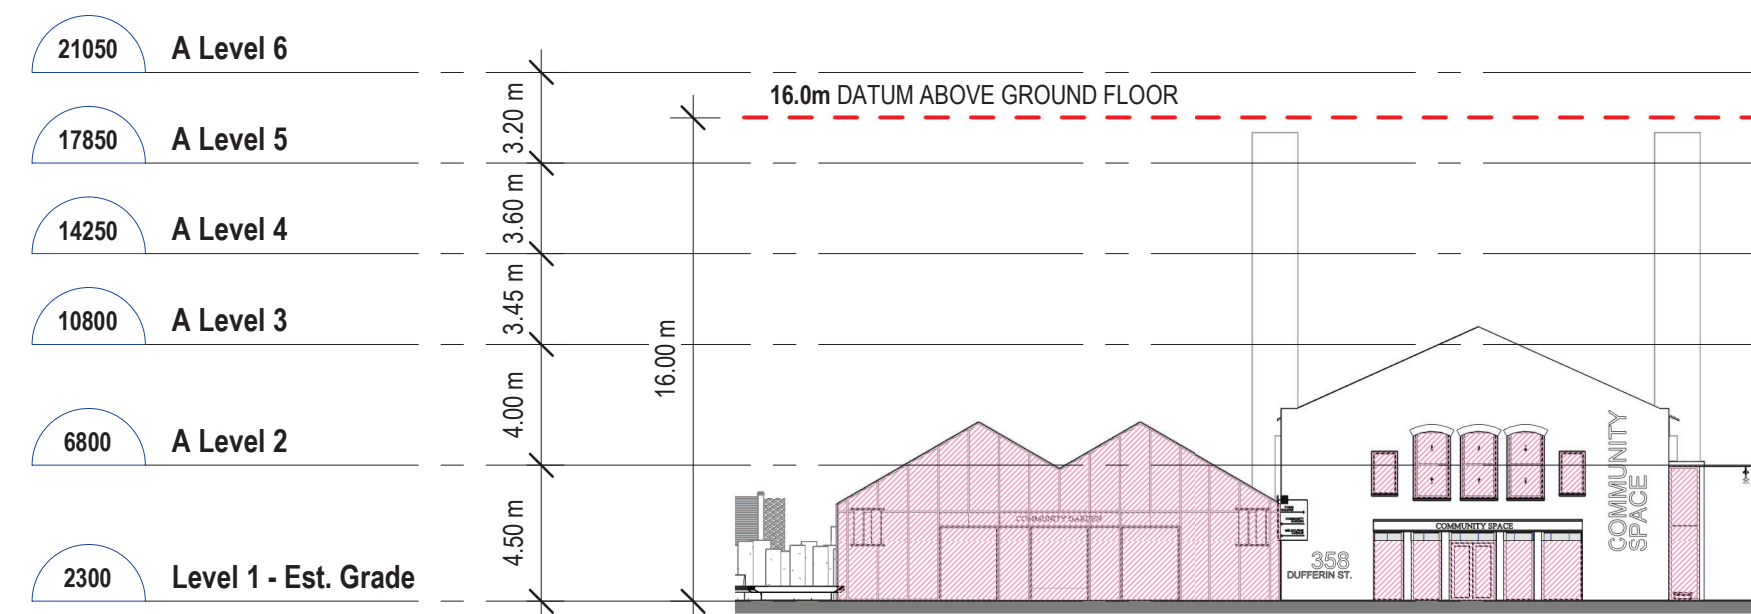 21050 A Level 6
16.0m DATUM ABOVE GROUND FLOOR
3.20 m
17850 A Level 5
3.60 m
14250 A Level 4
3.45 m
10800 A Level 3
16.00 m
4.00 m
6800 A Level 2
4.50 m
2300 Level 1 - Est. Grade
COMMUNITY GARDEN
COMMUNITY SPACE
358
DUFFERIN ST.
COMMUNITY
SPACE